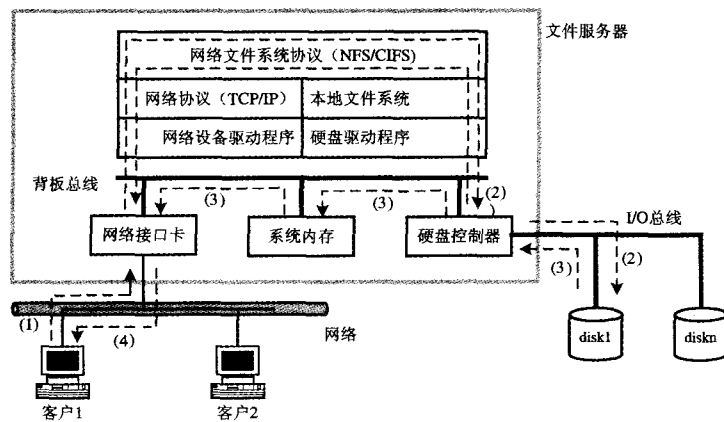 文件服务器
网络文件系统协议（NFS/CIFS）
网络协议（TCP/IP） 本地文件系统
网络设备驱动程序 硬盘驱动程序
背板总线
(3) (3) (2)
网络接口卡 系统内存 硬盘控制器
I/O总线
(3) (2)
(1) (4)
网络
disk1 diskn
客户1 客户2